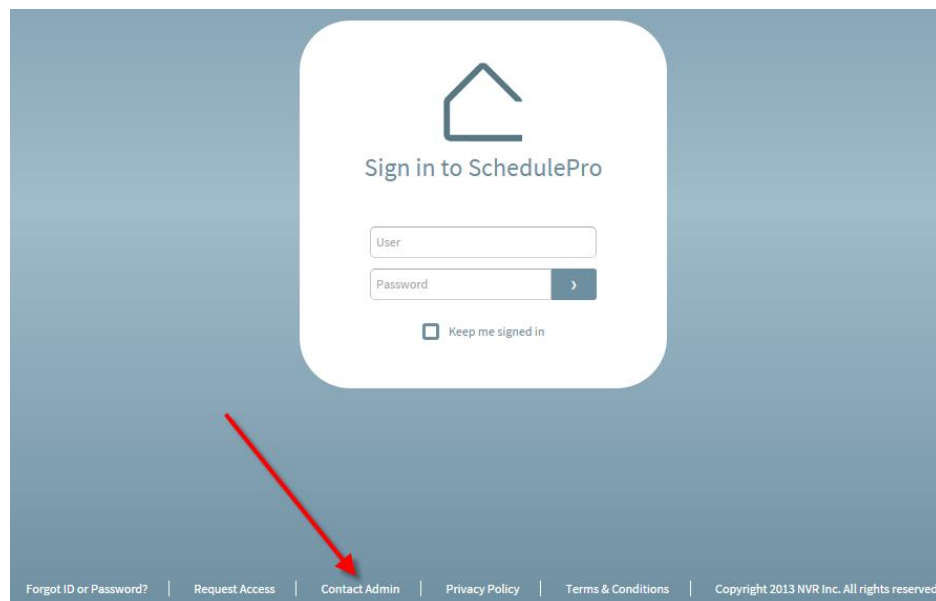 Sign in to SchedulePro
User
Password
Keep me signed in
Forgot ID or Password? | Request Access | Contact Admin | Privacy Policy | Terms & Conditions | Copyright 2013 NVR Inc. All rights reserved